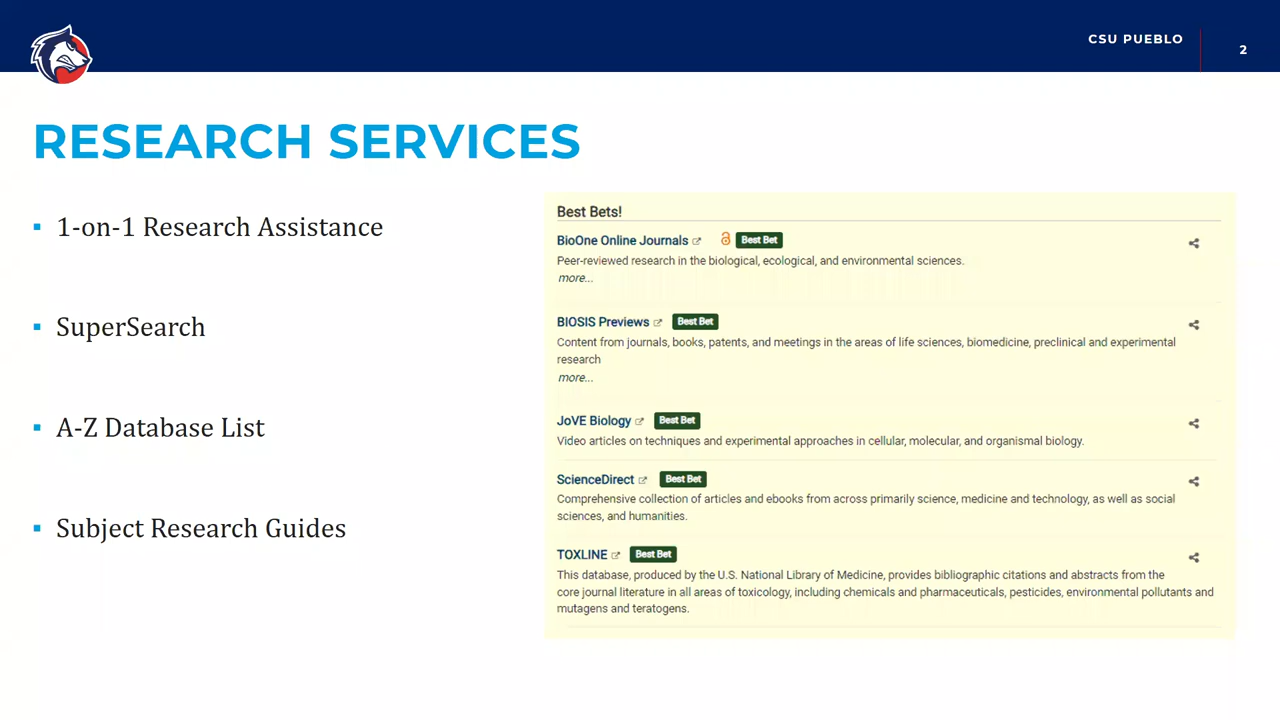 CSU PUEBLO
2
RESEARCH SERVICES
▪ 1-on-1 Research Assistance
▪ SuperSearch
▪ A-Z Database List
▪ Subject Research Guides
Best Bets!
BioOne Online Journals Best Bet
Peer-reviewed research in the biological, ecological, and environmental sciences.
more...
BIOSIS Previews Best Bet
Content from journals, books, patents, and meetings in the areas of life sciences, biomedicine, preclinical and experimental
research
more...
JoVE Biology Best Bet
Video articles on techniques and experimental approaches in cellular, molecular, and organismal biology.
ScienceDirect Best Bet
Comprehensive collection of articles and ebooks from across primarily science, medicine and technology, as well as social
sciences, and humanities.
TOXLINE Best Bet
This database, produced by the U.S. National Library of Medicine, provides bibliographic citations and abstracts from the
core journal literature in all areas of toxicology, including chemicals and pharmaceuticals, pesticides, environmental pollutants and
mutagens and teratogens.